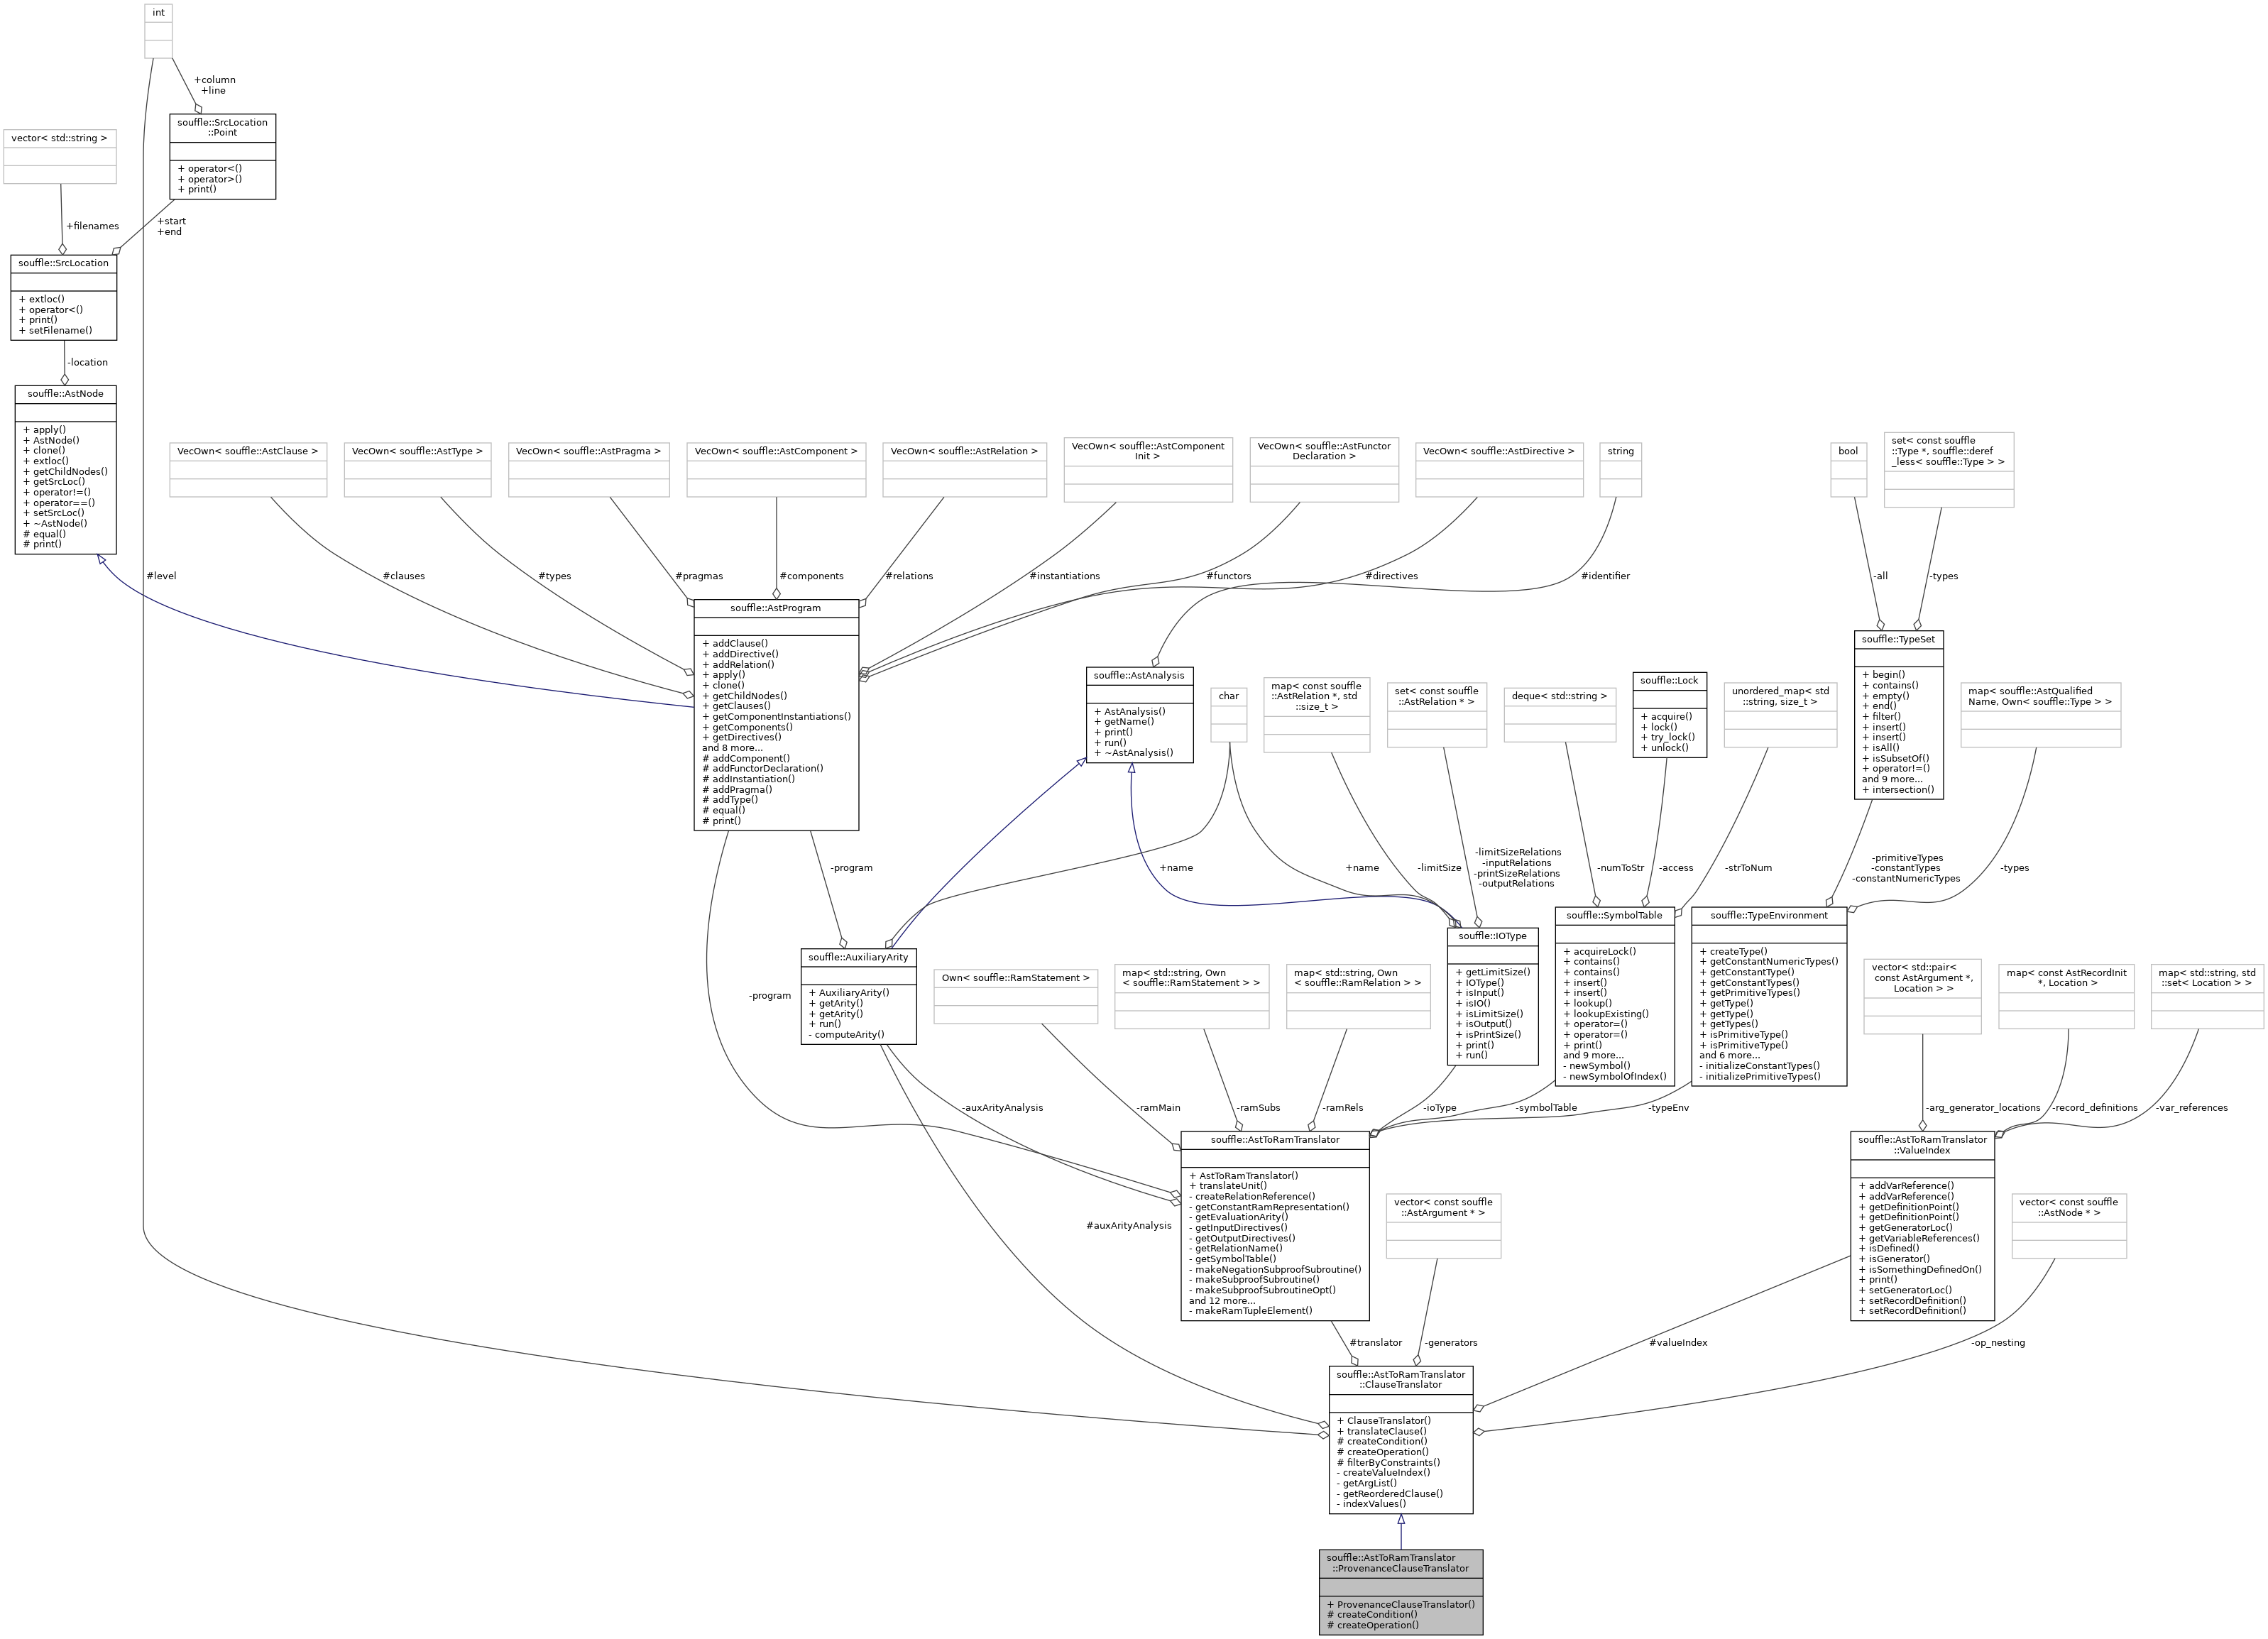 int
+column
+line
souffle::SrcLocation
::Point
+ operator<()
+ operator>()
+ print()
vector< std::string >
+filenames
+start
+end
souffle::SrcLocation
+ extloc()
+ operator<()
+ print()
+ setFilename()
-location
souffle::AstNode
+ apply()
+ AstNode()
+ clone()
+ extloc()
+ getChildNodes()
+ getSrcLoc()
+ operator!=()
+ operator==()
+ setSrcLoc()
+ ~AstNode()
# equal()
# print()
VecOwn< souffle::AstClause >
VecOwn< souffle::AstType >
VecOwn< souffle::AstPragma >
VecOwn< souffle::AstComponent >
VecOwn< souffle::AstRelation >
VecOwn< souffle::AstComponent
Init >
VecOwn< souffle::AstFunctor
Declaration >
VecOwn< souffle::AstDirective >
string
bool
set< const souffle
::Type *, souffle::deref
_less< souffle::Type > >
#level
#clauses
#types
#pragmas
#components
#relations
#instantiations
#functors
#directives
#identifier
-all
-types
souffle::AstProgram
+ addClause()
+ addDirective()
+ addRelation()
+ apply()
+ clone()
+ getChildNodes()
+ getClauses()
+ getComponentInstantiations()
+ getComponents()
+ getDirectives()
and 8 more...
# addComponent()
# addFunctorDeclaration()
# addInstantiation()
# addPragma()
# addType()
# equal()
# print()
souffle::AstAnalysis
+ AstAnalysis()
+ getName()
+ print()
+ run()
+ ~AstAnalysis()
char
map< const souffle
::AstRelation *, std
::size_t >
set< const souffle
::AstRelation * >
deque< std::string >
souffle::Lock
+ acquire()
+ lock()
+ try_lock()
+ unlock()
unordered_map< std
::string, size_t >
souffle::TypeSet
+ begin()
+ contains()
+ empty()
+ end()
+ filter()
+ insert()
+ insert()
+ isAll()
+ isSubsetOf()
+ operator!=()
and 9 more...
+ intersection()
map< souffle::AstQualified
Name, Own< souffle::Type > >
-program
+name
+name
-limitSize
-limitSizeRelations
-inputRelations
-printSizeRelations
-outputRelations
-numToStr
-access
-strToNum
-primitiveTypes
-constantTypes
-constantNumericTypes
-types
-program
souffle::AuxiliaryArity
+ AuxiliaryArity()
+ getArity()
+ getArity()
+ run()
- computeArity()
Own< souffle::RamStatement >
map< std::string, Own
< souffle::RamStatement > >
map< std::string, Own
< souffle::RamRelation > >
souffle::IOType
+ getLimitSize()
+ IOType()
+ isInput()
+ isIO()
+ isLimitSize()
+ isOutput()
+ isPrintSize()
+ print()
+ run()
souffle::SymbolTable
+ acquireLock()
+ contains()
+ contains()
+ insert()
+ insert()
+ lookup()
+ lookupExisting()
+ operator=()
+ operator=()
+ print()
and 9 more...
- newSymbol()
- newSymbolOfIndex()
souffle::TypeEnvironment
+ createType()
+ getConstantNumericTypes()
+ getConstantType()
+ getConstantTypes()
+ getPrimitiveTypes()
+ getType()
+ getType()
+ getTypes()
+ isPrimitiveType()
+ isPrimitiveType()
and 6 more...
- initializeConstantTypes()
- initializePrimitiveTypes()
vector< std::pair<
const AstArgument *,
Location > >
map< const AstRecordInit
*, Location >
map< std::string, std
::set< Location > >
-auxArityAnalysis
-ramMain
-ramSubs
-ramRels
-ioType
-symbolTable
-typeEnv
-arg_generator_locations
-record_definitions
-var_references
souffle::AstToRamTranslator
+ AstToRamTranslator()
+ translateUnit()
- createRelationReference()
- getConstantRamRepresentation()
- getEvaluationArity()
- getInputDirectives()
- getOutputDirectives()
- getRelationName()
- getSymbolTable()
- makeNegationSubproofSubroutine()
- makeSubproofSubroutine()
- makeSubproofSubroutineOpt()
and 12 more...
- makeRamTupleElement()
#auxArityAnalysis
vector< const souffle
::AstArgument * >
souffle::AstToRamTranslator
::ValueIndex
+ addVarReference()
+ addVarReference()
+ getDefinitionPoint()
+ getDefinitionPoint()
+ getGeneratorLoc()
+ getVariableReferences()
+ isDefined()
+ isGenerator()
+ isSomethingDefinedOn()
+ print()
+ setGeneratorLoc()
+ setRecordDefinition()
+ setRecordDefinition()
vector< const souffle
::AstNode * >
#translator
-generators
#valueIndex
-op_nesting
souffle::AstToRamTranslator
::ClauseTranslator
+ ClauseTranslator()
+ translateClause()
# createCondition()
# createOperation()
# filterByConstraints()
- createValueIndex()
- getArgList()
- getReorderedClause()
- indexValues()
souffle::AstToRamTranslator
::ProvenanceClauseTranslator
+ ProvenanceClauseTranslator()
# createCondition()
# createOperation()